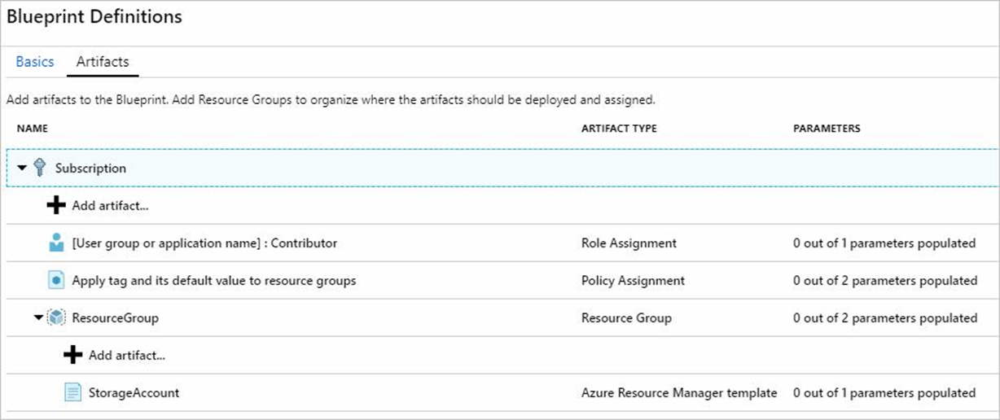 Blueprint Definitions
Basics Artifacts
Add artifacts to the Blueprint. Add Resource Groups to organize where the artifacts should be deployed and assigned.
NAME ARTIFACT TYPE PARAMETERS
Subscription
Add artifact...
[User group or application name] : Contributor Role Assignment 0 out of 1 parameters populated
Apply tag and its default value to resource groups Policy Assignment 0 out of 2 parameters populated
ResourceGroup Resource Group 0 out of 2 parameters populated
Add artifact...
StorageAccount Azure Resource Manager template 0 out of 1 parameters populated